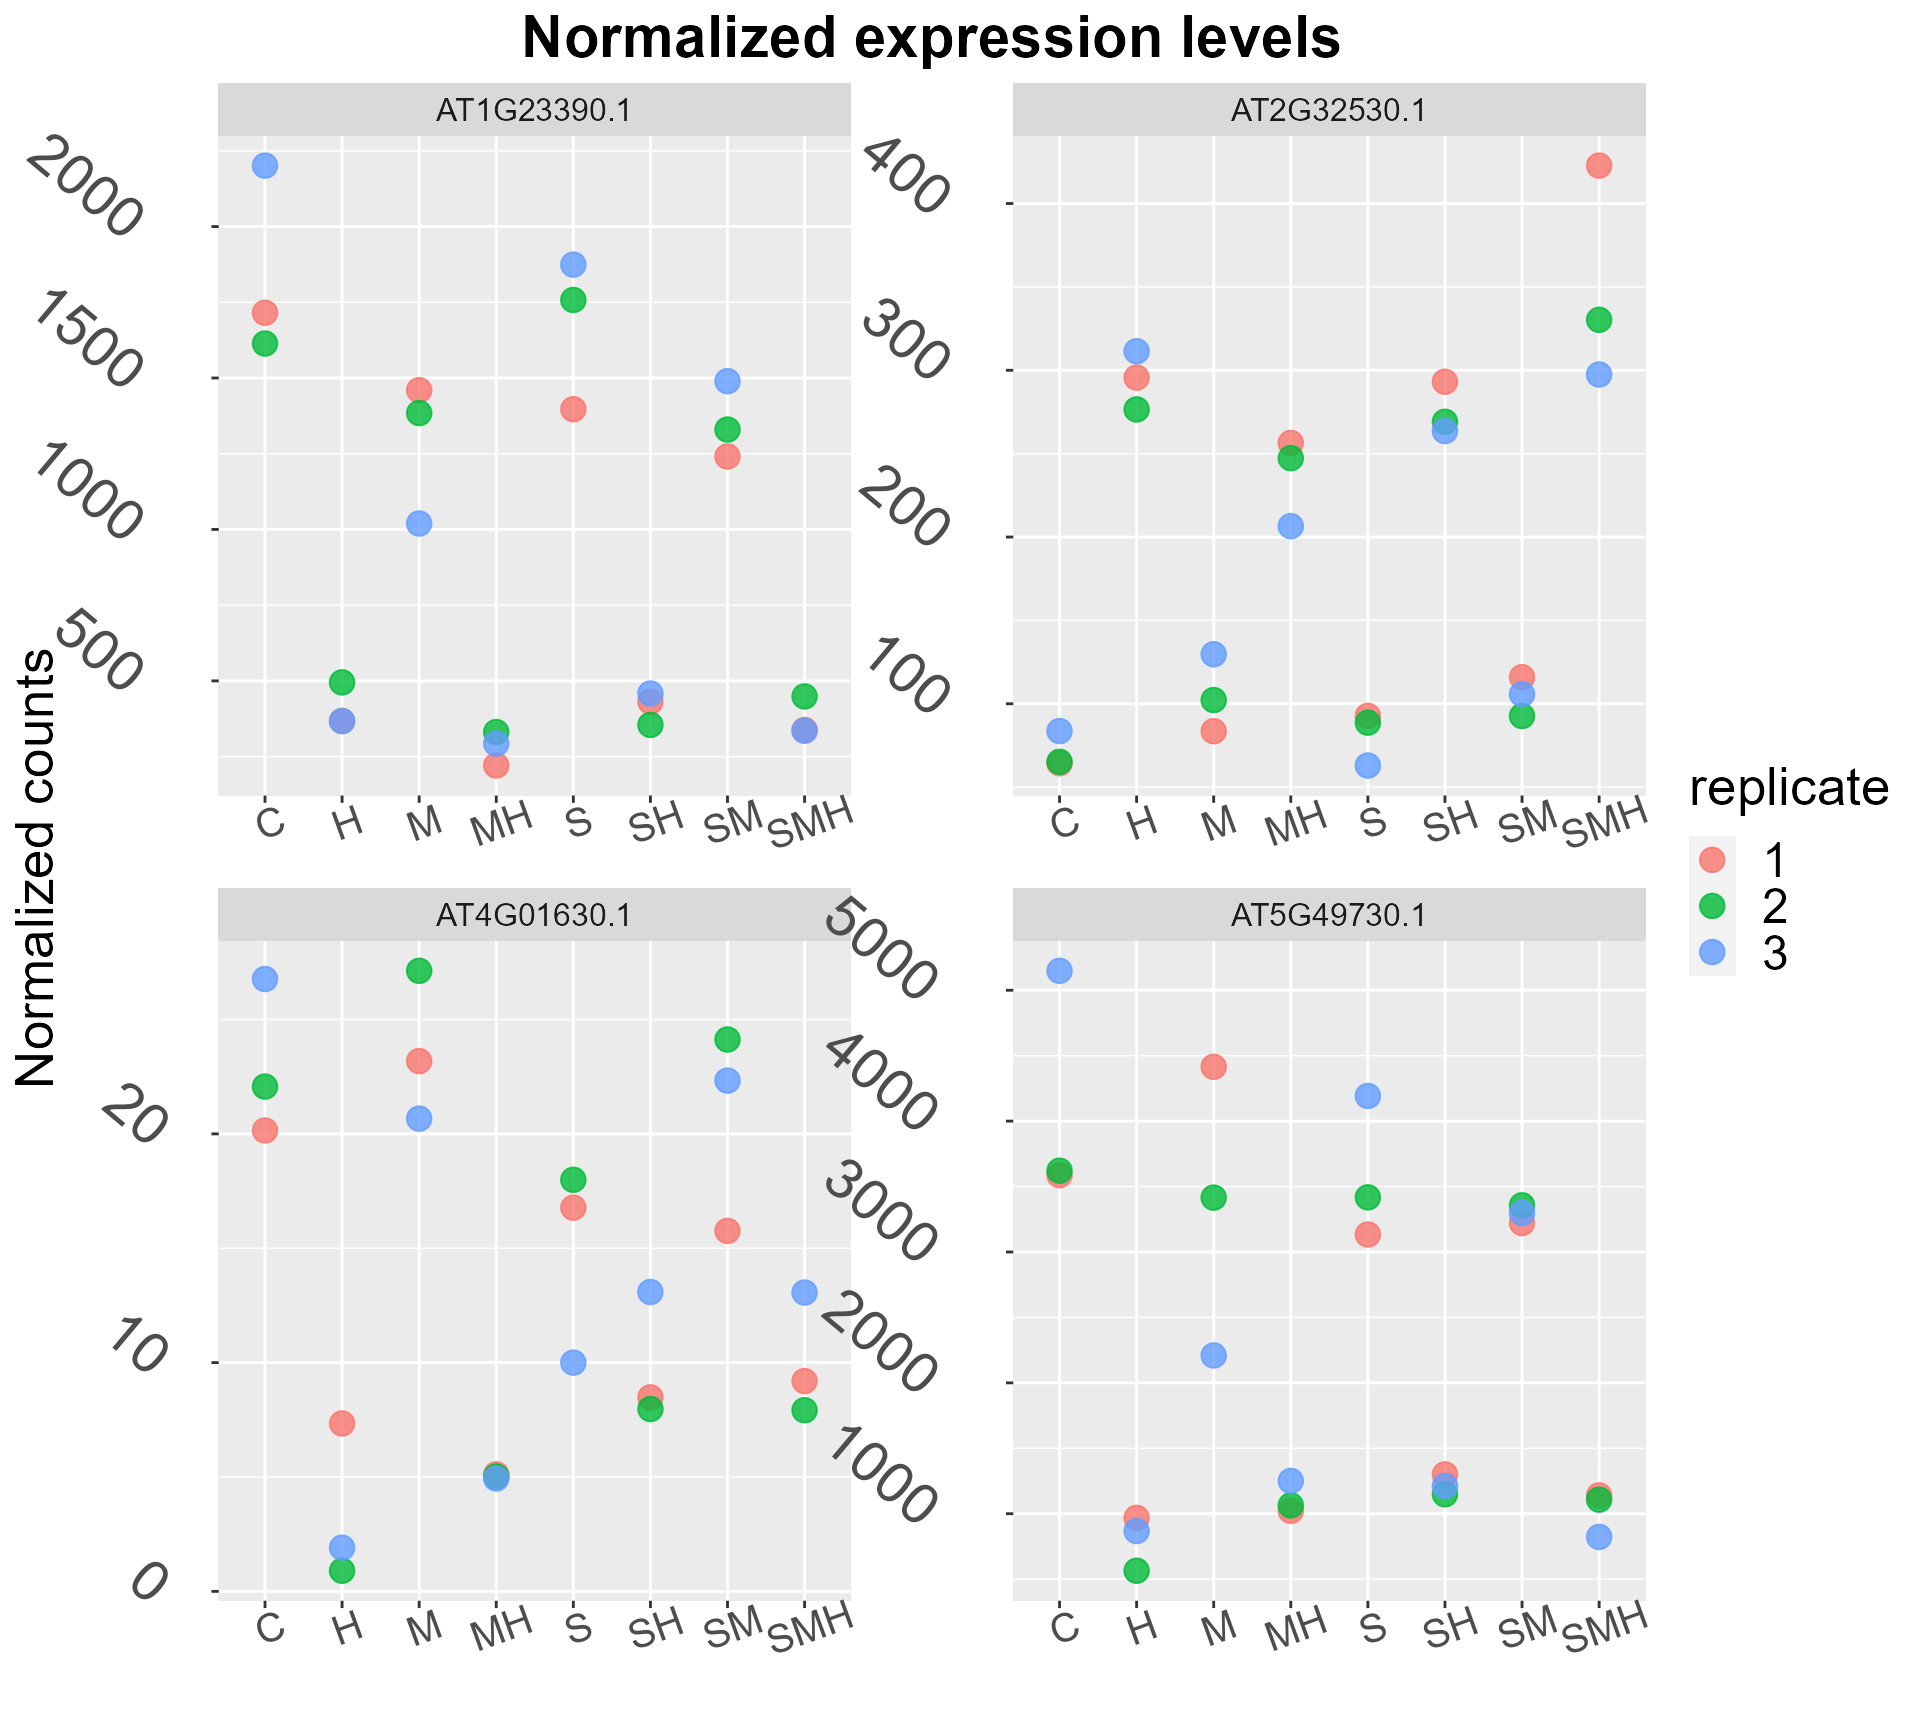 Normalized expression levels
Normalized counts
AT1G23390.1
2000
1500
1000
500
C H M MH S SH SM SMH
AT2G32530.1
400
300
200
100
C H M MH S SH SM SMH
AT4G01630.1
20
10
0
C H M MH S SH SM SMH
AT5G49730.1
5000
4000
3000
2000
1000
C H M MH S SH SM SMH
replicate
1
2
3